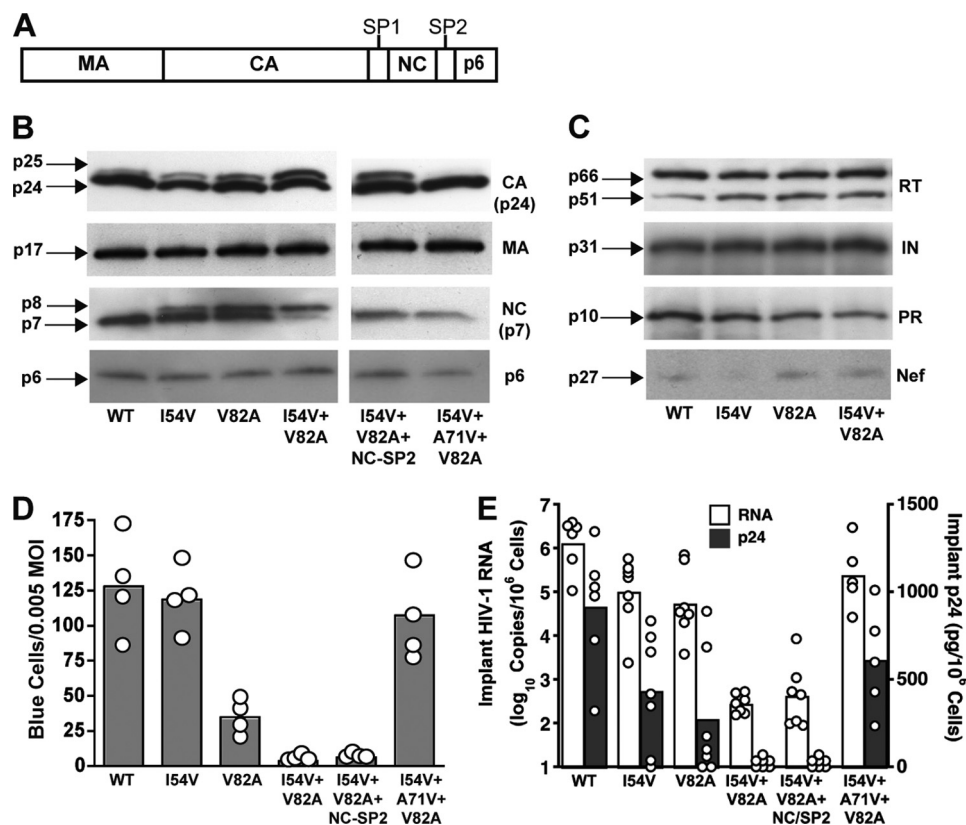 A
SP1 SP2
MA CA NC p6
B
p25
p24
CA
(p24)
p17
MA
p8
p7
NC
(p7)
p6
p6
WT I54V V82A I54V+
V82A
I54V+
V82A+
NC-SP2
I54V+
A71V+
V82A
C
p66
p51
RT
p31
IN
p10
PR
p27
Nef
WT I54V V82A I54V+
V82A
D
Blue Cells/0.005 MOI
175
150
125
100
75
50
25
0
WT I54V V82A I54V+
V82A
I54V+
V82A+
NC-SP2
I54V+
A71V+
V82A
E
Implant HIV-1 RNA
(log10 Copies/10^6 Cells)
7
6
5
4
3
2
1
RNA
p24
1500
1000
500
0
Implant p24
(pg/10^6 Cells)
WT I54V V82A I54V+
V82A
I54V+
V82A+
NC/SP2
I54V+
A71V+
V82A